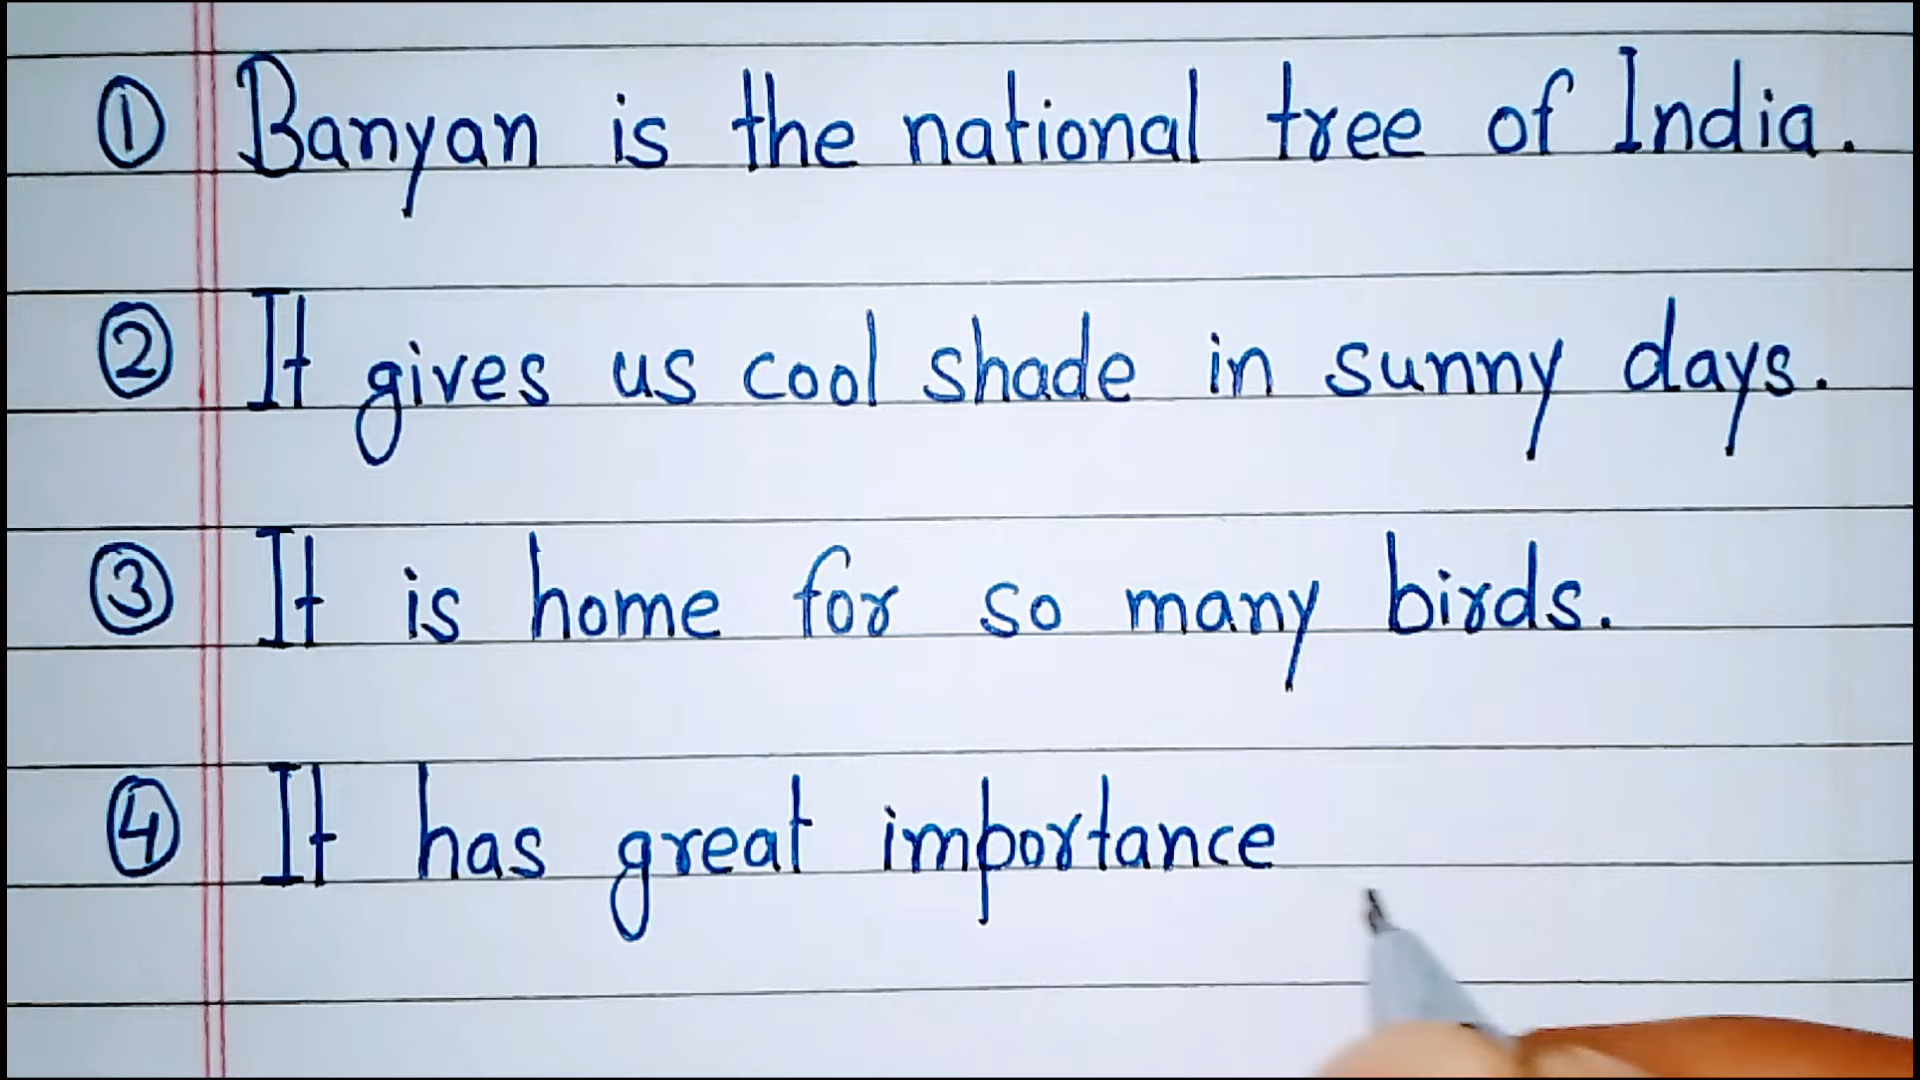 ① Banyan is the national tree of India.
② It gives us cool shade in sunny days.
③ It is home for so many birds.
④ It has great importance